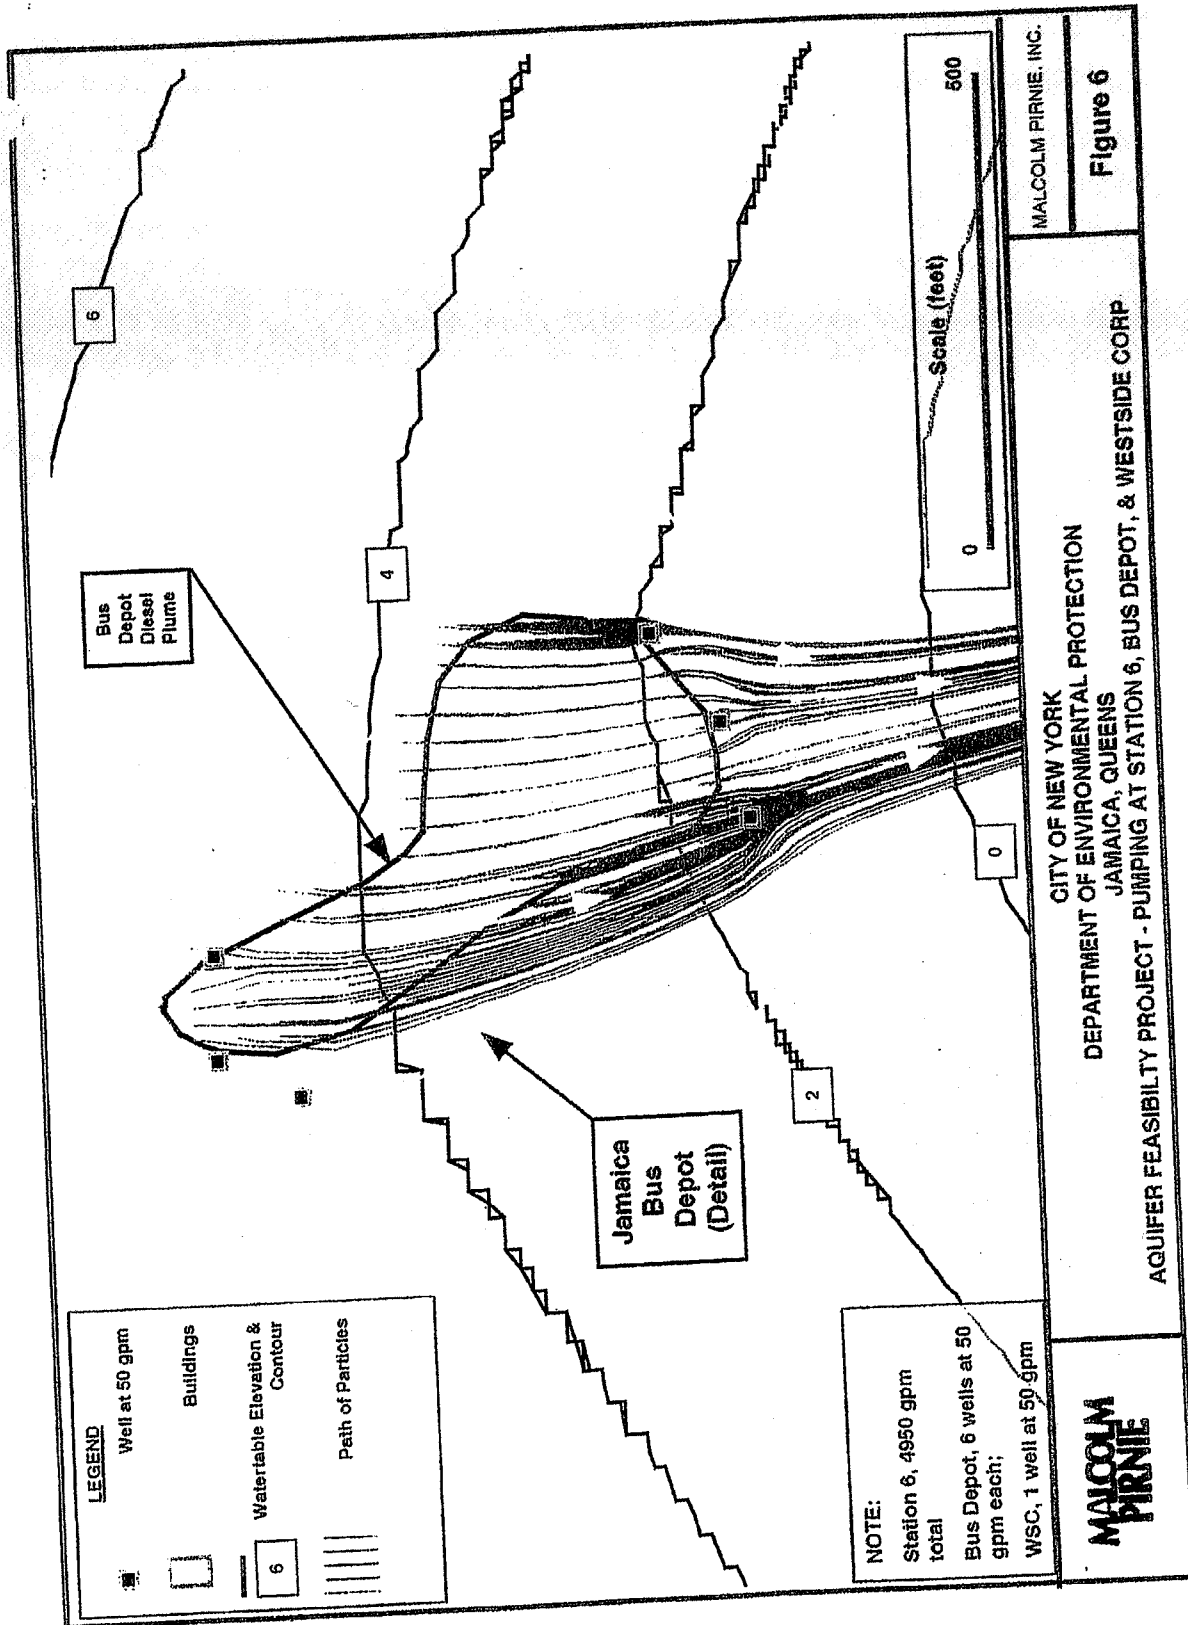 LEGEND
Well at 50 gpm
Buildings
Watertable Elevation &
Contour
6
Path of Particles
NOTE:
Station 6, 4950 gpm
total
Bus Depot, 6 wells at 50
gpm each;
WSC, 1 well at 50 gpm
Jamaica
Bus
Depot
(Detail)
Bus
Depot
Diesel
Plume
6
4
2
0
Scale (feet)
0
500
MALCOLM
PIRNIE
CITY OF NEW YORK
DEPARTMENT OF ENVIRONMENTAL PROTECTION
JAMAICA, QUEENS
AQUIFER FEASIBILTY PROJECT - PUMPING AT STATION 6, BUS DEPOT, & WESTSIDE CORP
MALCOLM PIRNIE, INC.
Figure 6